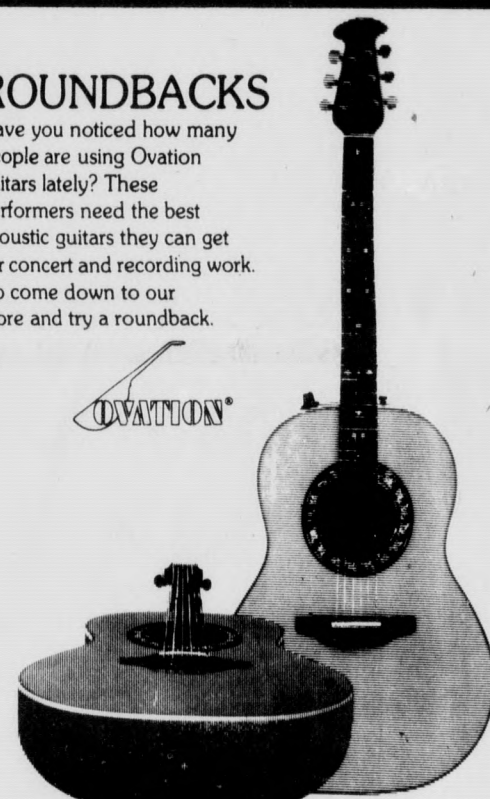 ROUNDBACKS
ave you noticed how many
ople are using Ovation
itars lately? These
rformers need the best
oustic guitars they can get
r concert and recording work.
o come down to our
ore and try a roundback.
OVATION®